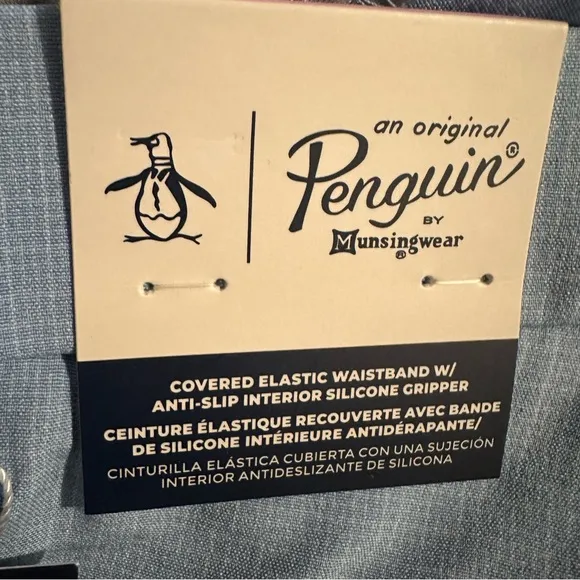 an original
Penguin®
BY
Munsingwear
®
COVERED ELASTIC WAISTBAND W/
ANTI-SLIP INTERIOR SILICONE GRIPPER
CEINTURE ÉLASTIQUE RECOUVERTE AVEC BANDE
DE SILICONE INTÉRIEURE ANTIDÉRAPANTE/
CINTURILLA ELÁSTICA CUBIERTA CON UNA SUJECIÓN
INTERIOR ANTIDESLIZANTE DE SILICONA